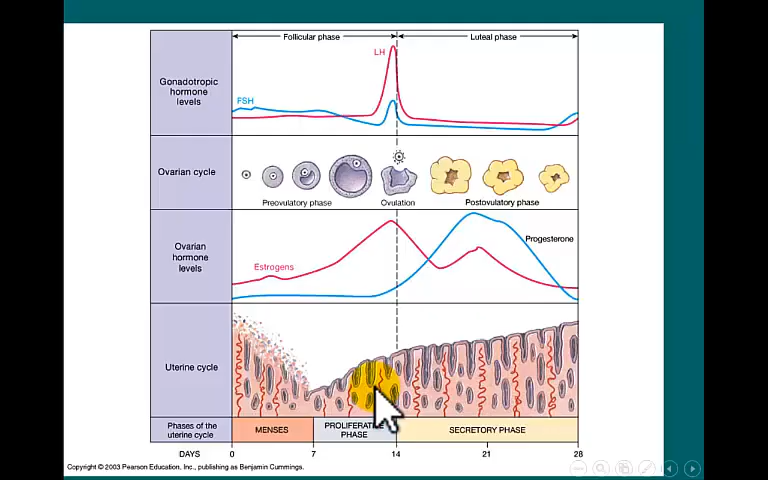 Follicular phase
Luteal phase
LH
Gonadotropic
hormone
levels
FSH
Ovarian cycle
Preovulatory phase
Ovulation
Postovulatory phase
Ovarian
hormone
levels
Progesterone
Estrogens
Uterine cycle
Phases of the
uterine cycle
MENSES
PROLIFERATIVE
PHASE
SECRETORY PHASE
DAYS
0
7
14
21
28
Copyright © 2003 Pearson Education, Inc., publishing as Benjamin Cummings.